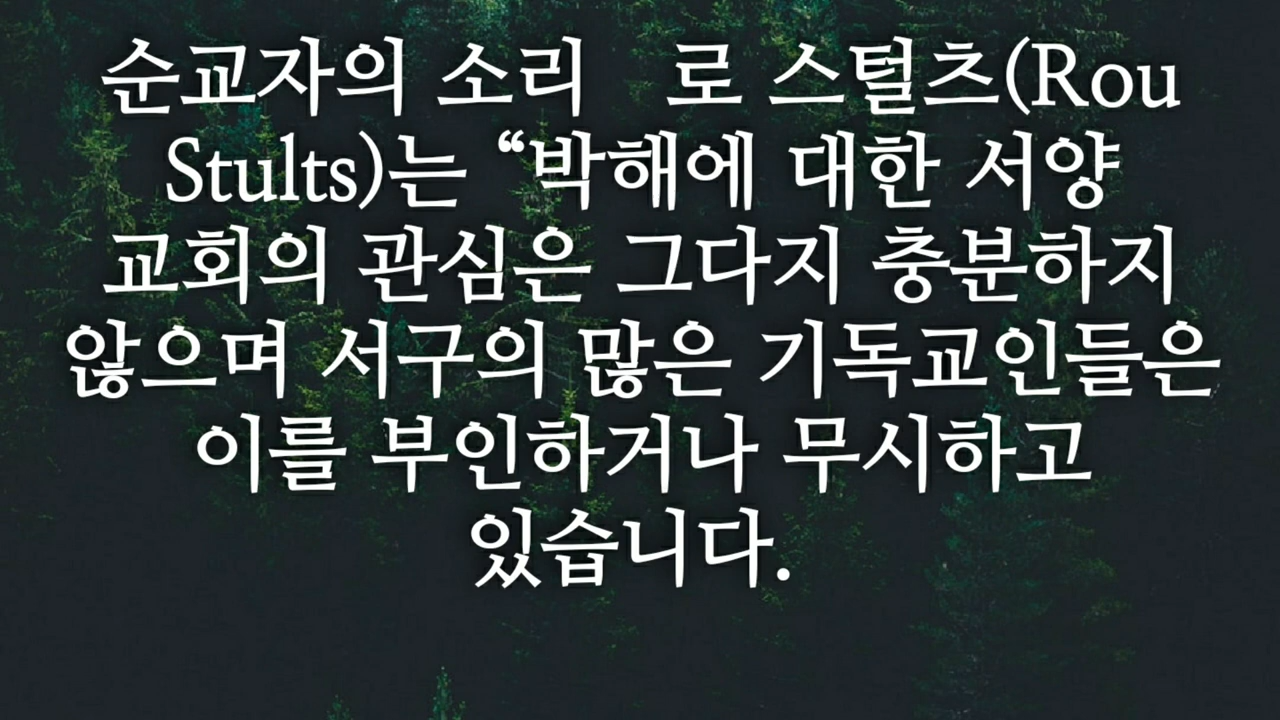 순교자의 소리 로 스털츠(Rou
Stults)는 “박해에 대한 서양
교회의 관심은 그다지 충분하지
않으며 서구의 많은 기독교인들은
이를 부인하거나 무시하고
있습니다.